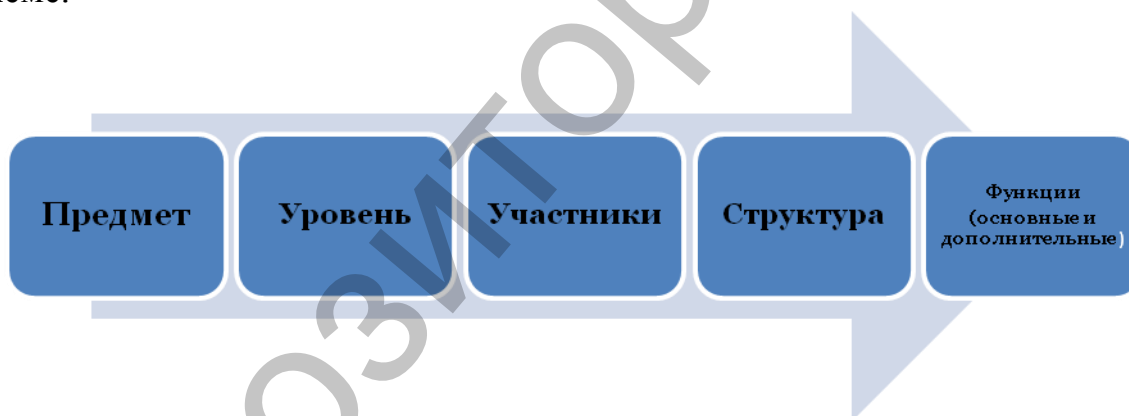 Предмет
Уровень
Участники
Структура
Функции
(основные и
дополнительные)